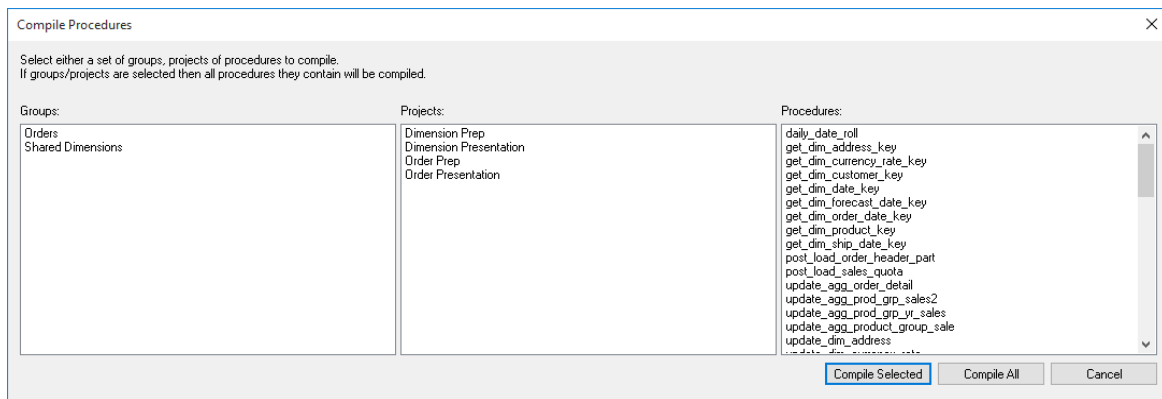 Compile Procedures
Select either a set of groups, projects of procedures to compile.
If groups/projects are selected then all procedures they contain will be compiled.
Groups:
Orders
Shared Dimensions
Projects:
Dimension Prep
Dimension Presentation
Order Prep
Order Presentation
Procedures:
daily_date_roll
get_dim_address_key
get_dim_currency_rate_key
get_dim_customer_key
get_dim_date_key
get_dim_forecast_date_key
get_dim_order_date_key
get_dim_product_key
get_dim_ship_date_key
post_load_order_header_part
post_load_sales_quota
update_agg_order_detail
update_agg_prod_grp_sales2
update_agg_prod_grp_yr_sales
update_agg_product_group_sale
update_dim_address
Compile Selected
Compile All
Cancel